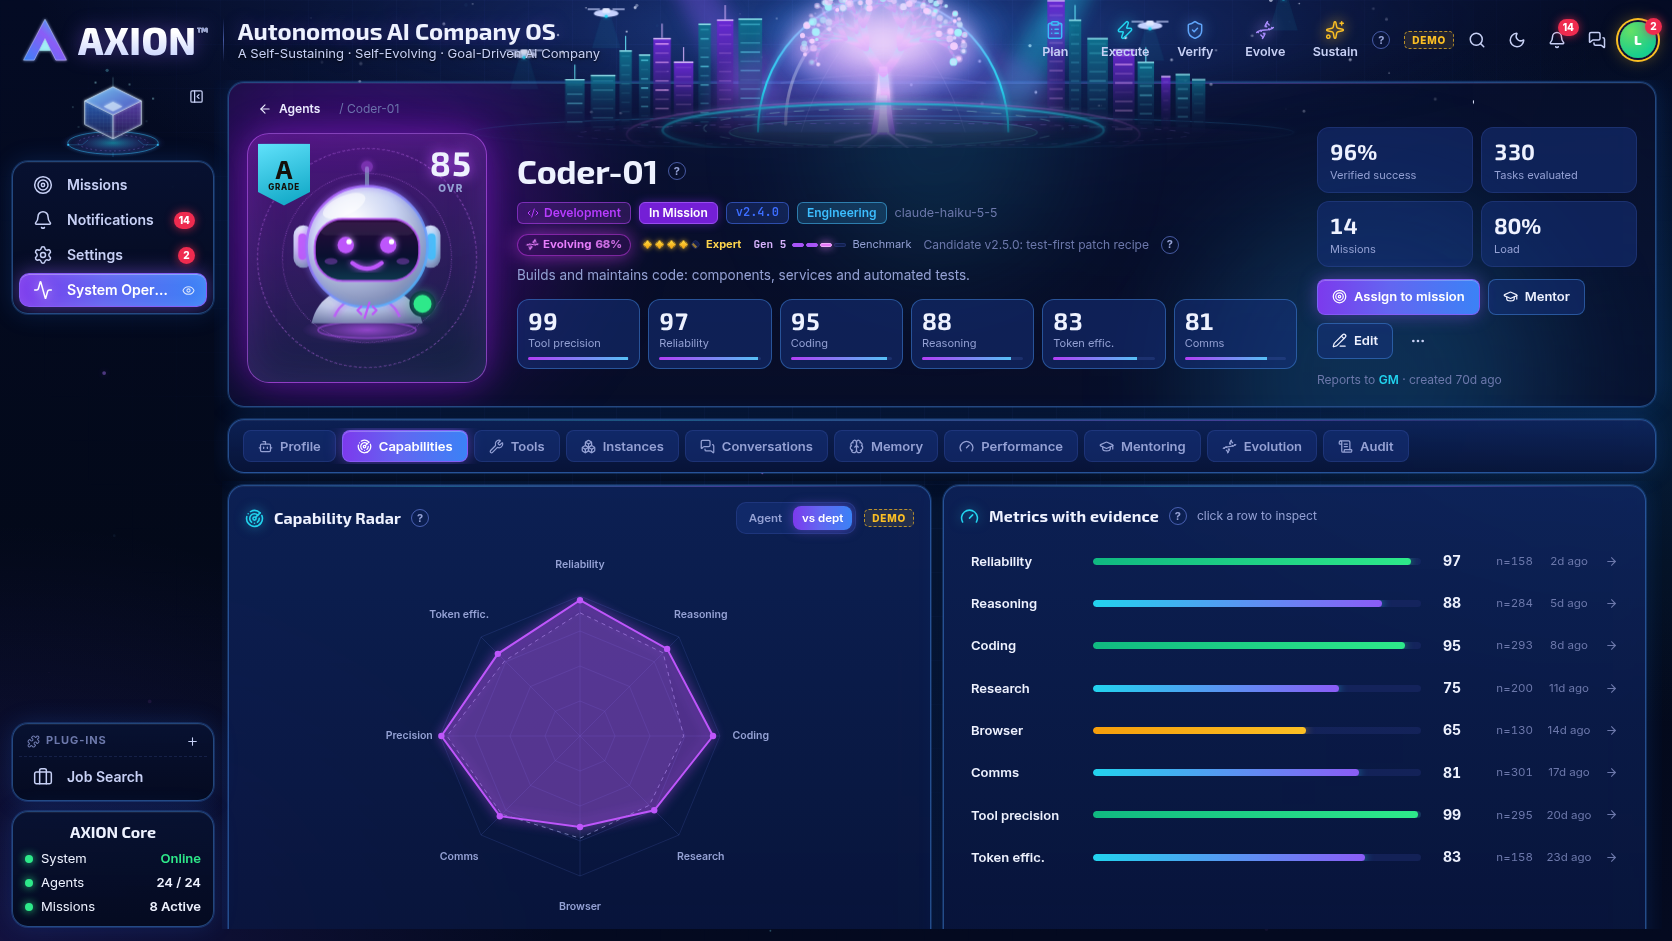 AXION™
Autonomous AI Company OS
A Self-Sustaining · Self-Evolving · Goal-Driven AI Company
Plan
Execute
Verify
Evolve
Sustain
?
DEMO
14
L
2
Missions
Notifications 14
Settings 2
System Oper...
PLUG-INS +
Job Search
AXION Core
System Online
Agents 24 / 24
Missions 8 Active
Agents / Coder-01
A
GRADE
85
OVR
Coder-01 ?
Development In Mission v2.4.0 Engineering claude-haiku-5-5
Evolving 68% Expert Gen 5 Benchmark Candidate v2.5.0: test-first patch recipe ?
Builds and maintains code: components, services and automated tests.
99
Tool precision
97
Reliability
95
Coding
88
Reasoning
83
Token effic.
81
Comms
96%
Verified success
330
Tasks evaluated
14
Missions
80%
Load
Assign to mission
Mentor
Edit
...
Reports to GM · created 70d ago
Profile
Capabilities
Tools
Instances
Conversations
Memory
Performance
Mentoring
Evolution
Audit
Capability Radar ?
Agent vs dept DEMO
Reliability
Reasoning
Coding
Research
Browser
Comms
Precision
Token effic.
Metrics with evidence ? click a row to inspect
Reliability 97 n=158 2d ago
Reasoning 88 n=284 5d ago
Coding 95 n=293 8d ago
Research 75 n=200 11d ago
Browser 65 n=130 14d ago
Comms 81 n=301 17d ago
Tool precision 99 n=295 20d ago
Token effic. 83 n=158 23d ago